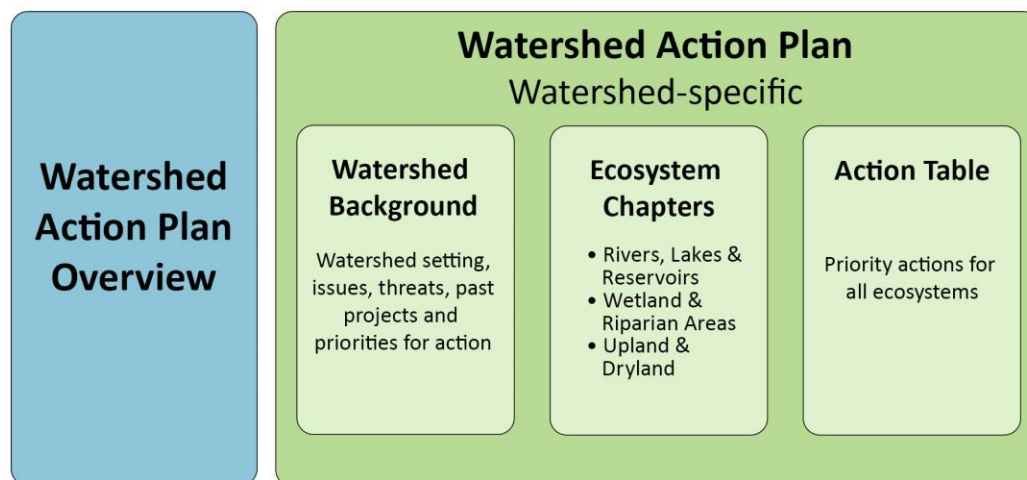 Watershed
Action Plan
Overview
Watershed Action Plan
Watershed-specific
Watershed
Background
Watershed setting,
issues, threats, past
projects and
priorities for action
Ecosystem
Chapters
• Rivers, Lakes &
Reservoirs
• Wetland &
Riparian Areas
• Upland &
Dryland
Action Table
Priority actions for
all ecosystems